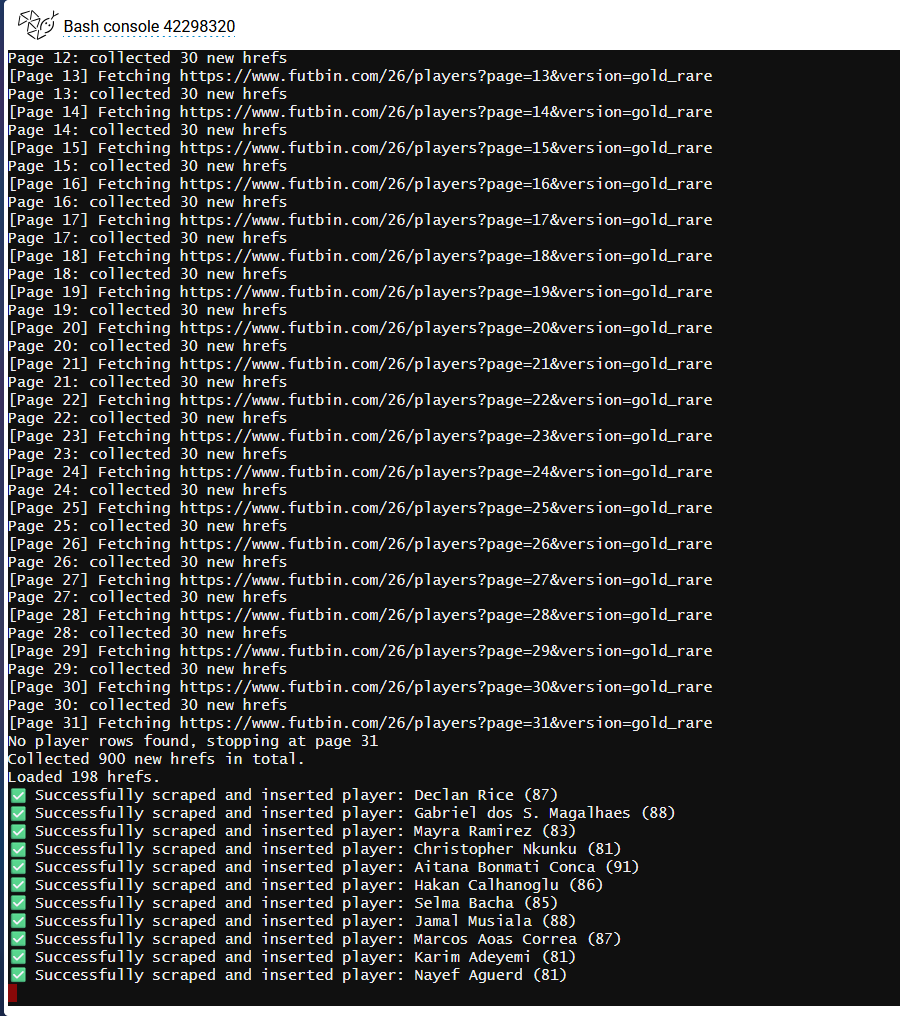 Bash console 42298320
Page 12: collected 30 new hrefs
[Page 13] Fetching https://www.futbin.com/26/players?page=13&version=gold_rare
Page 13: collected 30 new hrefs
[Page 14] Fetching https://www.futbin.com/26/players?page=14&version=gold_rare
Page 14: collected 30 new hrefs
[Page 15] Fetching https://www.futbin.com/26/players?page=15&version=gold_rare
Page 15: collected 30 new hrefs
[Page 16] Fetching https://www.futbin.com/26/players?page=16&version=gold_rare
Page 16: collected 30 new hrefs
[Page 17] Fetching https://www.futbin.com/26/players?page=17&version=gold_rare
Page 17: collected 30 new hrefs
[Page 18] Fetching https://www.futbin.com/26/players?page=18&version=gold_rare
Page 18: collected 30 new hrefs
[Page 19] Fetching https://www.futbin.com/26/players?page=19&version=gold_rare
Page 19: collected 30 new hrefs
[Page 20] Fetching https://www.futbin.com/26/players?page=20&version=gold_rare
Page 20: collected 30 new hrefs
[Page 21] Fetching https://www.futbin.com/26/players?page=21&version=gold_rare
Page 21: collected 30 new hrefs
[Page 22] Fetching https://www.futbin.com/26/players?page=22&version=gold_rare
Page 22: collected 30 new hrefs
[Page 23] Fetching https://www.futbin.com/26/players?page=23&version=gold_rare
Page 23: collected 30 new hrefs
[Page 24] Fetching https://www.futbin.com/26/players?page=24&version=gold_rare
Page 24: collected 30 new hrefs
[Page 25] Fetching https://www.futbin.com/26/players?page=25&version=gold_rare
Page 25: collected 30 new hrefs
[Page 26] Fetching https://www.futbin.com/26/players?page=26&version=gold_rare
Page 26: collected 30 new hrefs
[Page 27] Fetching https://www.futbin.com/26/players?page=27&version=gold_rare
Page 27: collected 30 new hrefs
[Page 28] Fetching https://www.futbin.com/26/players?page=28&version=gold_rare
Page 28: collected 30 new hrefs
[Page 29] Fetching https://www.futbin.com/26/players?page=29&version=gold_rare
Page 29: collected 30 new hrefs
[Page 30] Fetching https://www.futbin.com/26/players?page=30&version=gold_rare
Page 30: collected 30 new hrefs
[Page 31] Fetching https://www.futbin.com/26/players?page=31&version=gold_rare
No player rows found, stopping at page 31
Collected 900 new hrefs in total.
Loaded 198 hrefs.
✅ Successfully scraped and inserted player: Declan Rice (87)
✅ Successfully scraped and inserted player: Gabriel dos S. Magalhaes (88)
✅ Successfully scraped and inserted player: Mayra Ramirez (83)
✅ Successfully scraped and inserted player: Christopher Nkunku (81)
✅ Successfully scraped and inserted player: Aitana Bonmati Conca (91)
✅ Successfully scraped and inserted player: Hakan Calhanoglu (86)
✅ Successfully scraped and inserted player: Selma Bacha (85)
✅ Successfully scraped and inserted player: Jamal Musiala (88)
✅ Successfully scraped and inserted player: Marcos Aoas Correa (87)
✅ Successfully scraped and inserted player: Karim Adeyemi (81)
✅ Successfully scraped and inserted player: Nayef Aguerd (81)